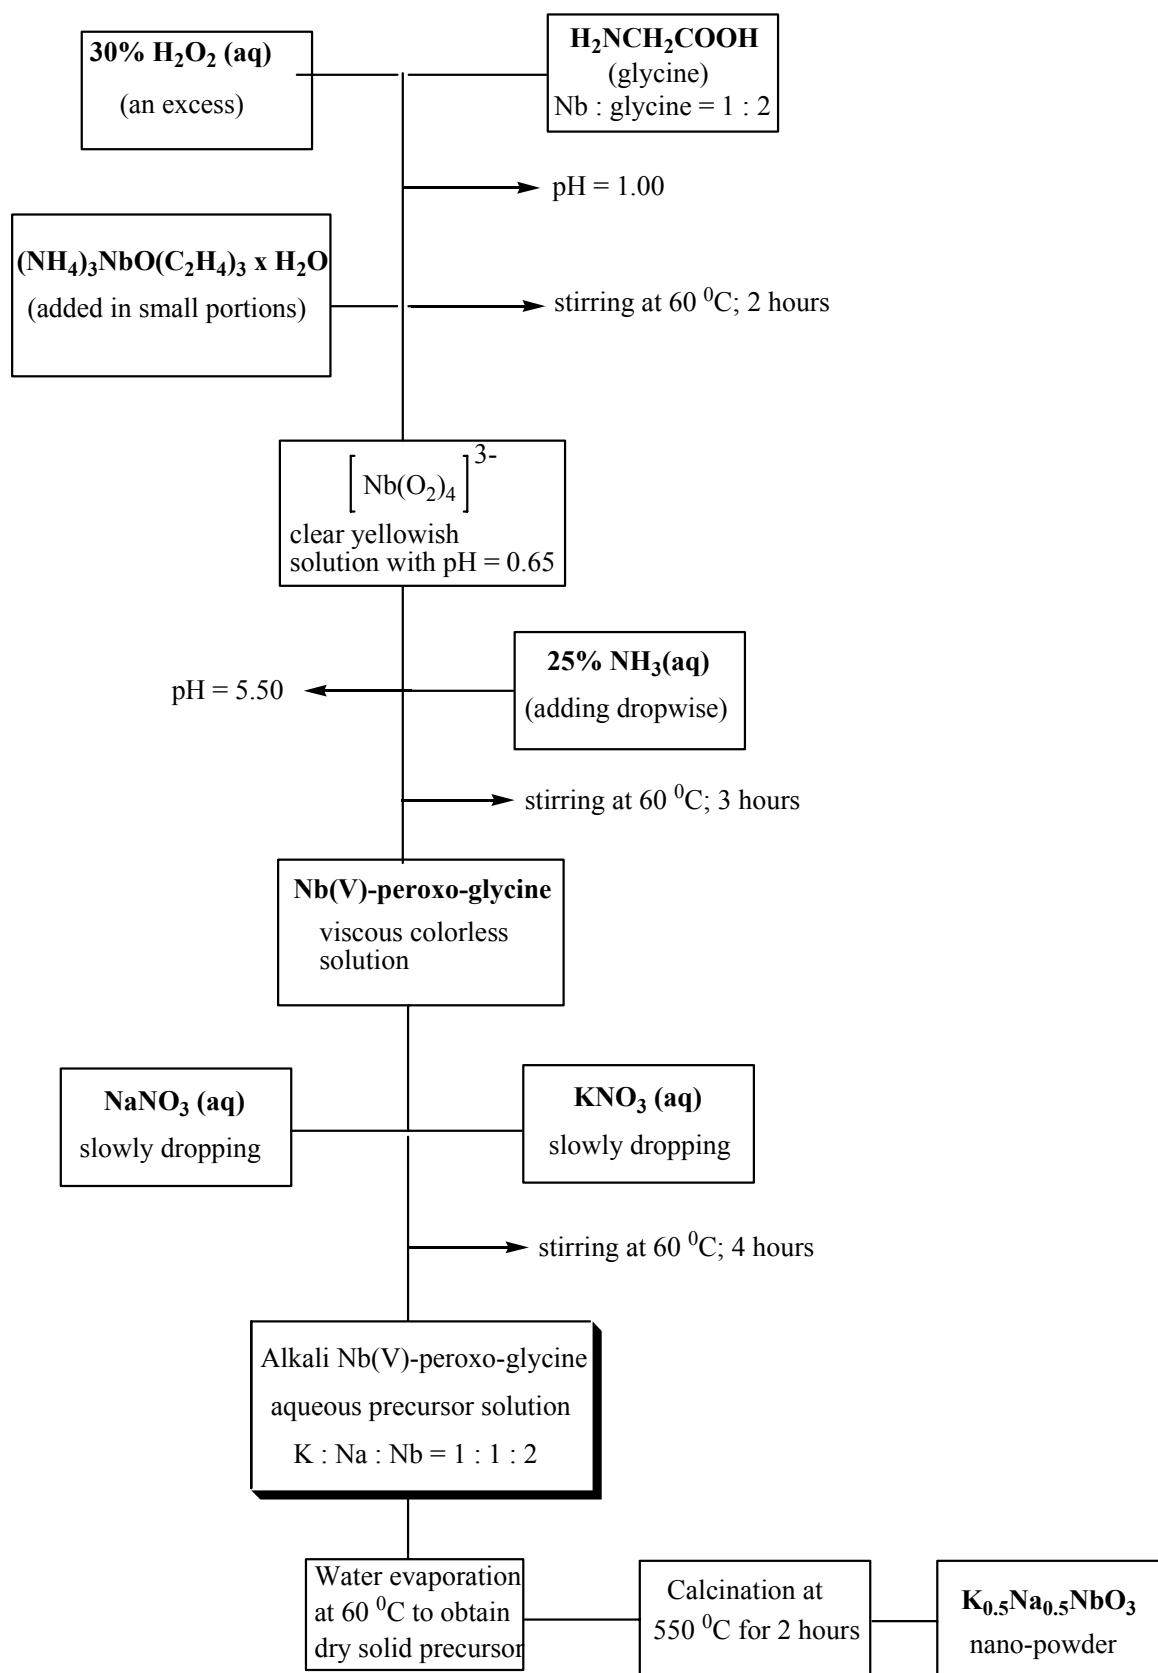 30% H₂O₂ (aq)
(an excess)
H₂NCH₂COOH
(glycine)
Nb : glycine = 1 : 2
pH = 1.00
(NH₄)₃NbO(C₂H₄)₃ x H₂O
(added in small portions)
stirring at 60 ⁰C; 2 hours
[Nb(O₂)₄]³⁻
clear yellowish
solution with pH = 0.65
25% NH₃(aq)
(adding dropwise)
pH = 5.50
stirring at 60 ⁰C; 3 hours
Nb(V)-peroxo-glycine
viscous colorless
solution
NaNO₃ (aq)
slowly dropping
KNO₃ (aq)
slowly dropping
stirring at 60 ⁰C; 4 hours
Alkali Nb(V)-peroxo-glycine
aqueous precursor solution
K : Na : Nb = 1 : 1 : 2
Water evaporation
at 60 ⁰C to obtain
dry solid precursor
Calcination at
550 ⁰C for 2 hours
K₀.₅Na₀.₅NbO₃
nano-powder